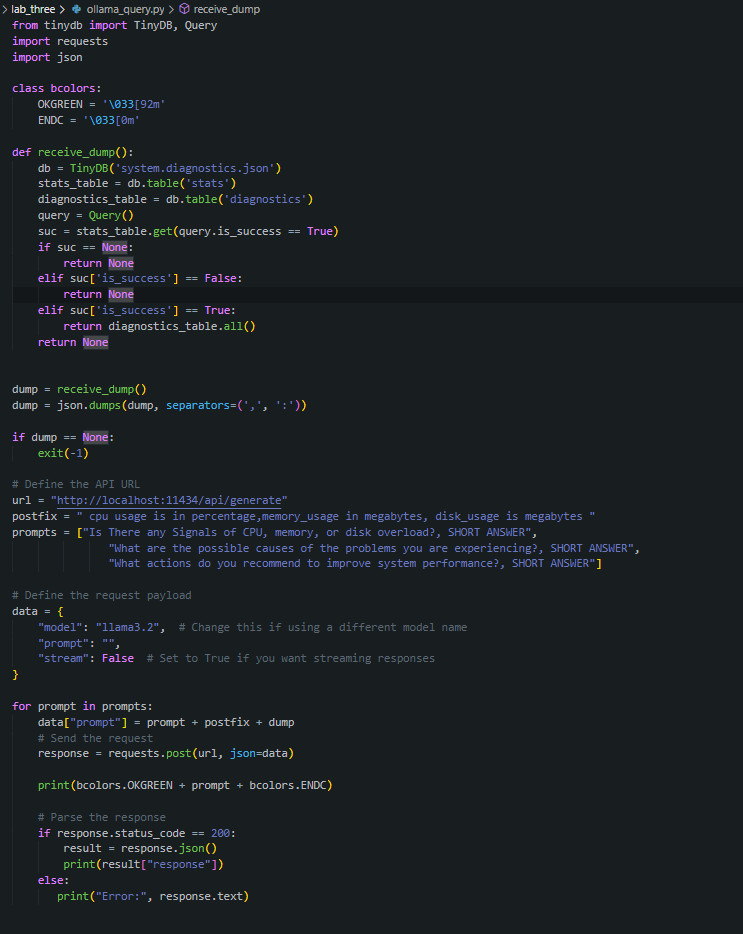 lab_three > ollama_query.py > receive_dump
from tinydb import TinyDB, Query
import requests
import json
class bcolors:
    OKGREEN = '\033[92m'
    ENDC = '\033[0m'
def receive_dump():
    db = TinyDB('system.diagnostics.json')
    stats_table = db.table('stats')
    diagnostics_table = db.table('diagnostics')
    query = Query()
    suc = stats_table.get(query.is_success == True)
    if suc == None:
        return None
    elif suc['is_success'] == False:
        return None
    elif suc['is_success'] == True:
        return diagnostics_table.all()
    return None
dump = receive_dump()
dump = json.dumps(dump, separators=(',', ':'))
if dump == None:
    exit(-1)
# Define the API URL
url = "http://localhost:11434/api/generate"
postfix = " cpu usage is in percentage,memory_usage in megabytes, disk_usage is megabytes "
prompts = ["Is There any Signals of CPU, memory, or disk overload?, SHORT ANSWER",
               "What are the possible causes of the problems you are experiencing?, SHORT ANSWER",
               "What actions do you recommend to improve system performance?, SHORT ANSWER"]
# Define the request payload
data = {
    "model": "llama3.2",  # Change this if using a different model name
    "prompt": "",
    "stream": False  # Set to True if you want streaming responses
}
for prompt in prompts:
    data["prompt"] = prompt + postfix + dump
    # Send the request
    response = requests.post(url, json=data)
    print(bcolors.OKGREEN + prompt + bcolors.ENDC)
    # Parse the response
    if response.status_code == 200:
        result = response.json()
        print(result["response"])
    else:
       print("Error:", response.text)